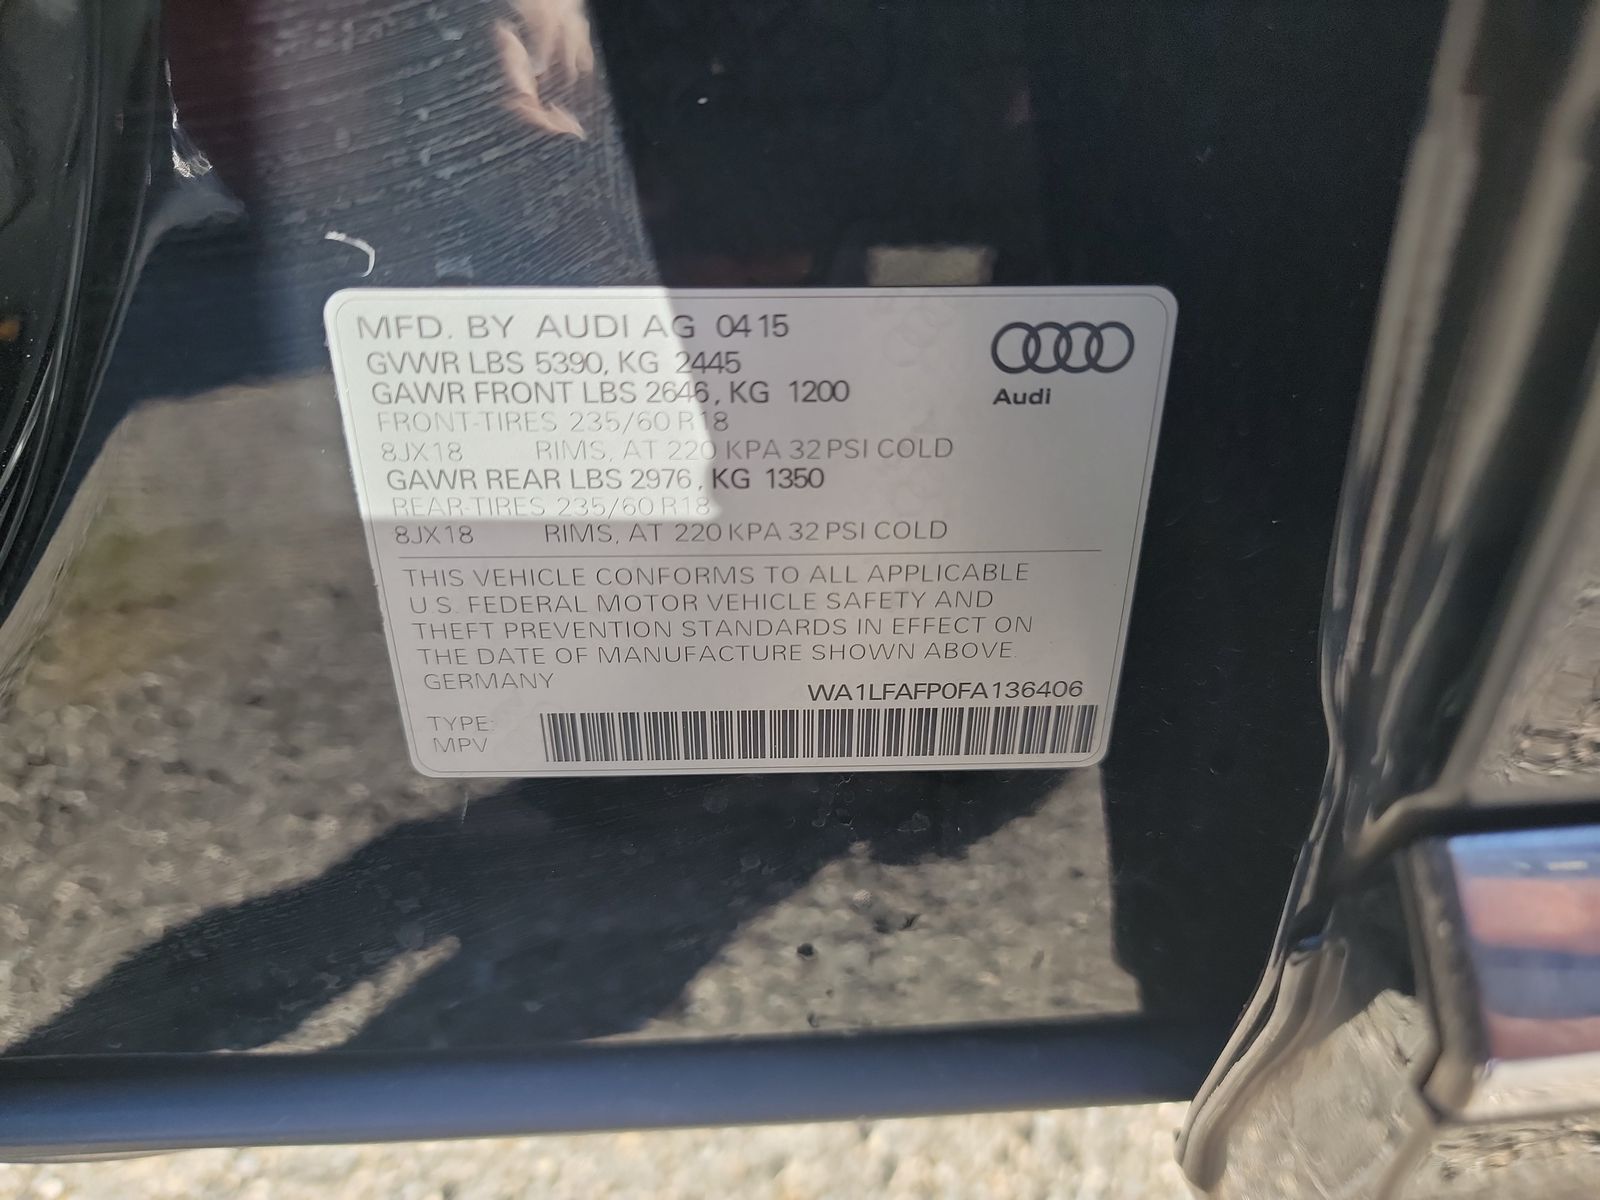 MFD. BY AUDI AG 0415
GVWR LBS 5390, KG 2445
GAWR FRONT LBS 2646, KG 1200
FRONT-TIRES 235/60 R18
8JX18 RIMS, AT 220 KPA 32 PSI COLD
GAWR REAR LBS 2976, KG 1350
REAR-TIRES 235/60 R18
8JX18 RIMS, AT 220 KPA 32 PSI COLD
Audi
THIS VEHICLE CONFORMS TO ALL APPLICABLE
U.S. FEDERAL MOTOR VEHICLE SAFETY AND
THEFT PREVENTION STANDARDS IN EFFECT ON
THE DATE OF MANUFACTURE SHOWN ABOVE.
GERMANY
WA1LFAFP0FA136406
TYPE:
MPV